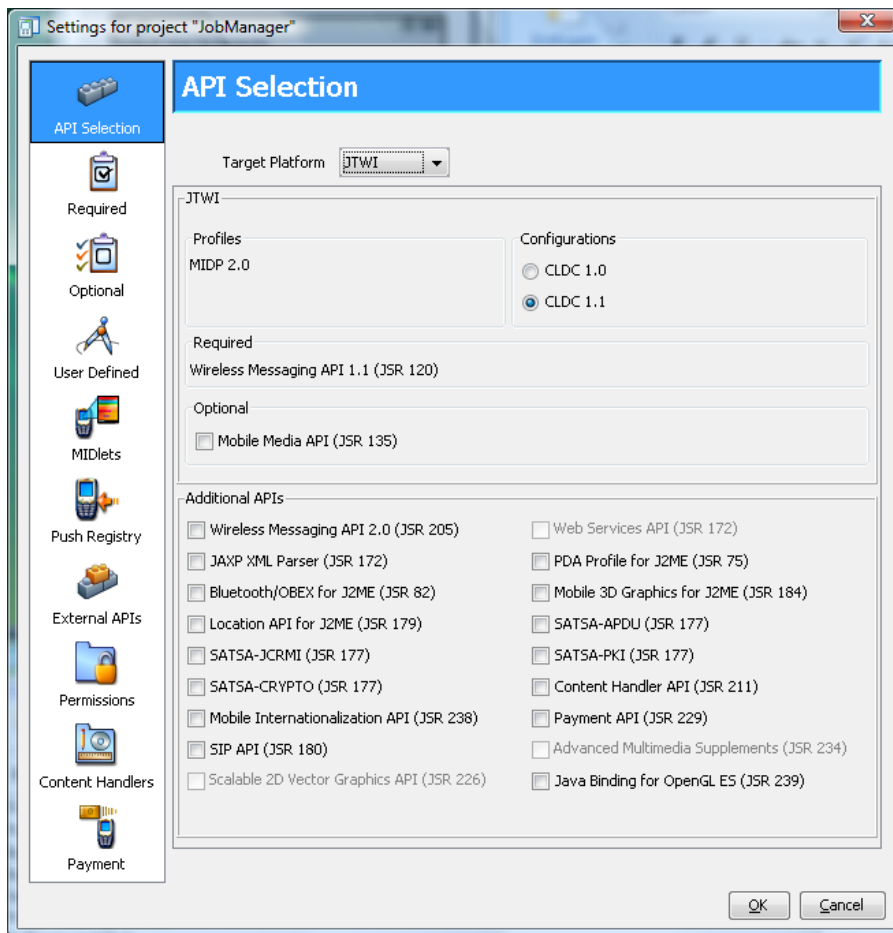 Settings for project "JobManager"
API Selection
Required
Optional
User Defined
MIDlets
Push Registry
External APIs
Permissions
Content Handlers
Payment
API Selection
Target Platform JTWI
JTWI
Profiles
MIDP 2.0
Configurations
CLDC 1.0
CLDC 1.1
Required
Wireless Messaging API 1.1 (JSR 120)
Optional
Mobile Media API (JSR 135)
Additional APIs
Wireless Messaging API 2.0 (JSR 205) Web Services API (JSR 172)
JAXP XML Parser (JSR 172) PDA Profile for J2ME (JSR 75)
Bluetooth/OBEX for J2ME (JSR 82) Mobile 3D Graphics for J2ME (JSR 184)
Location API for J2ME (JSR 179) SATSA-APDU (JSR 177)
SATSA-JCRMI (JSR 177) SATSA-PKI (JSR 177)
SATSA-CRYPTO (JSR 177) Content Handler API (JSR 211)
Mobile Internationalization API (JSR 238) Payment API (JSR 229)
SIP API (JSR 180) Advanced Multimedia Supplements (JSR 234)
Scalable 2D Vector Graphics API (JSR 226) Java Binding for OpenGL ES (JSR 239)
OK Cancel